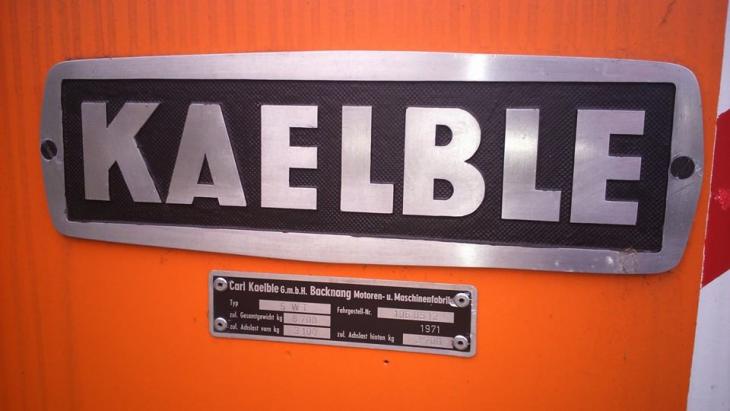 KAELBLE
Carl Kaelble G.m.b.H. Backnang Motoren- u. Maschinenfabrik
Typ Fahrgestell-Nr.
zul. Gesamtgewicht kg 1971
zul. Achslast vorn kg 3100 zul. Achslast hinten kg